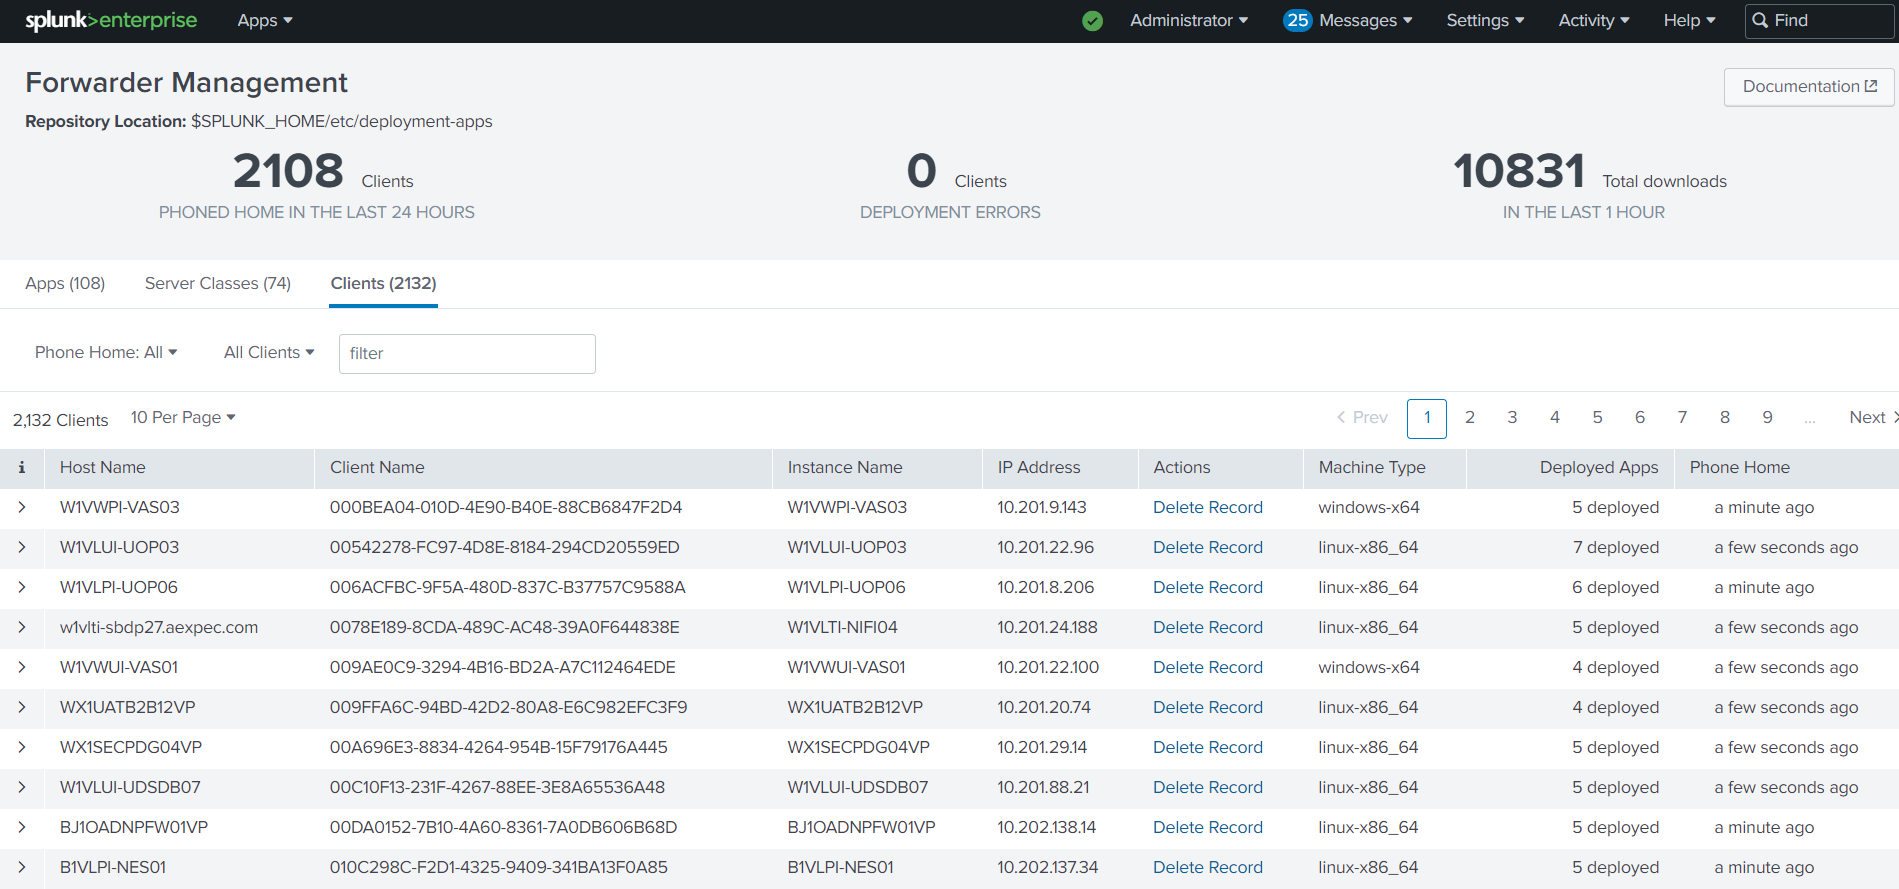 splunk>enterprise Apps Administrator 25 Messages Settings Activity Help Find
Forwarder Management
Documentation
Repository Location: $SPLUNK_HOME/etc/deployment-apps
2108 Clients 0 Clients 10831 Total downloads
PHONED HOME IN THE LAST 24 HOURS DEPLOYMENT ERRORS IN THE LAST 1 HOUR
Apps (108) Server Classes (74) Clients (2132)
Phone Home: All All Clients filter
2,132 Clients 10 Per Page Prev 1 2 3 4 5 6 7 8 9 ... Next
i Host Name Client Name Instance Name IP Address Actions Machine Type Deployed Apps Phone Home
W1VWPI-VAS03 000BEA04-010D-4E90-B40E-88CB6847F2D4 W1VWPI-VAS03 10.201.9.143 Delete Record windows-x64 5 deployed a minute ago
W1VLUI-UOP03 00542278-FC97-4D8E-8184-294CD20559ED W1VLUI-UOP03 10.201.22.96 Delete Record linux-x86_64 7 deployed a few seconds ago
W1VLPI-UOP06 006ACFBC-9F5A-480D-837C-B37757C9588A W1VLPI-UOP06 10.201.8.206 Delete Record linux-x86_64 6 deployed a minute ago
w1vlti-sbdp27.aexpec.com 0078E189-8CDA-489C-AC48-39A0F644838E W1VLTI-NIFI04 10.201.24.188 Delete Record linux-x86_64 5 deployed a few seconds ago
W1VWUI-VAS01 009AE0C9-3294-4B16-BD2A-A7C112464EDE W1VWUI-VAS01 10.201.22.100 Delete Record windows-x64 4 deployed a few seconds ago
WX1UATB2B12VP 009FFA6C-94BD-42D2-80A8-E6C982EFC3F9 WX1UATB2B12VP 10.201.20.74 Delete Record linux-x86_64 4 deployed a few seconds ago
WX1SECPDG04VP 00A696E3-8834-4264-954B-15F79176A445 WX1SECPDG04VP 10.201.29.14 Delete Record linux-x86_64 5 deployed a few seconds ago
W1VLUI-UDSDB07 00C10F13-231F-4267-88EE-3E8A65536A48 W1VLUI-UDSDB07 10.201.88.21 Delete Record linux-x86_64 5 deployed a few seconds ago
BJ1OADNPFW01VP 00DA0152-7B10-4A60-8361-7A0DB606B68D BJ1OADNPFW01VP 10.202.138.14 Delete Record linux-x86_64 5 deployed a minute ago
B1VLPI-NES01 010C298C-F2D1-4325-9409-341BA13F0A85 B1VLPI-NES01 10.202.137.34 Delete Record linux-x86_64 5 deployed a minute ago